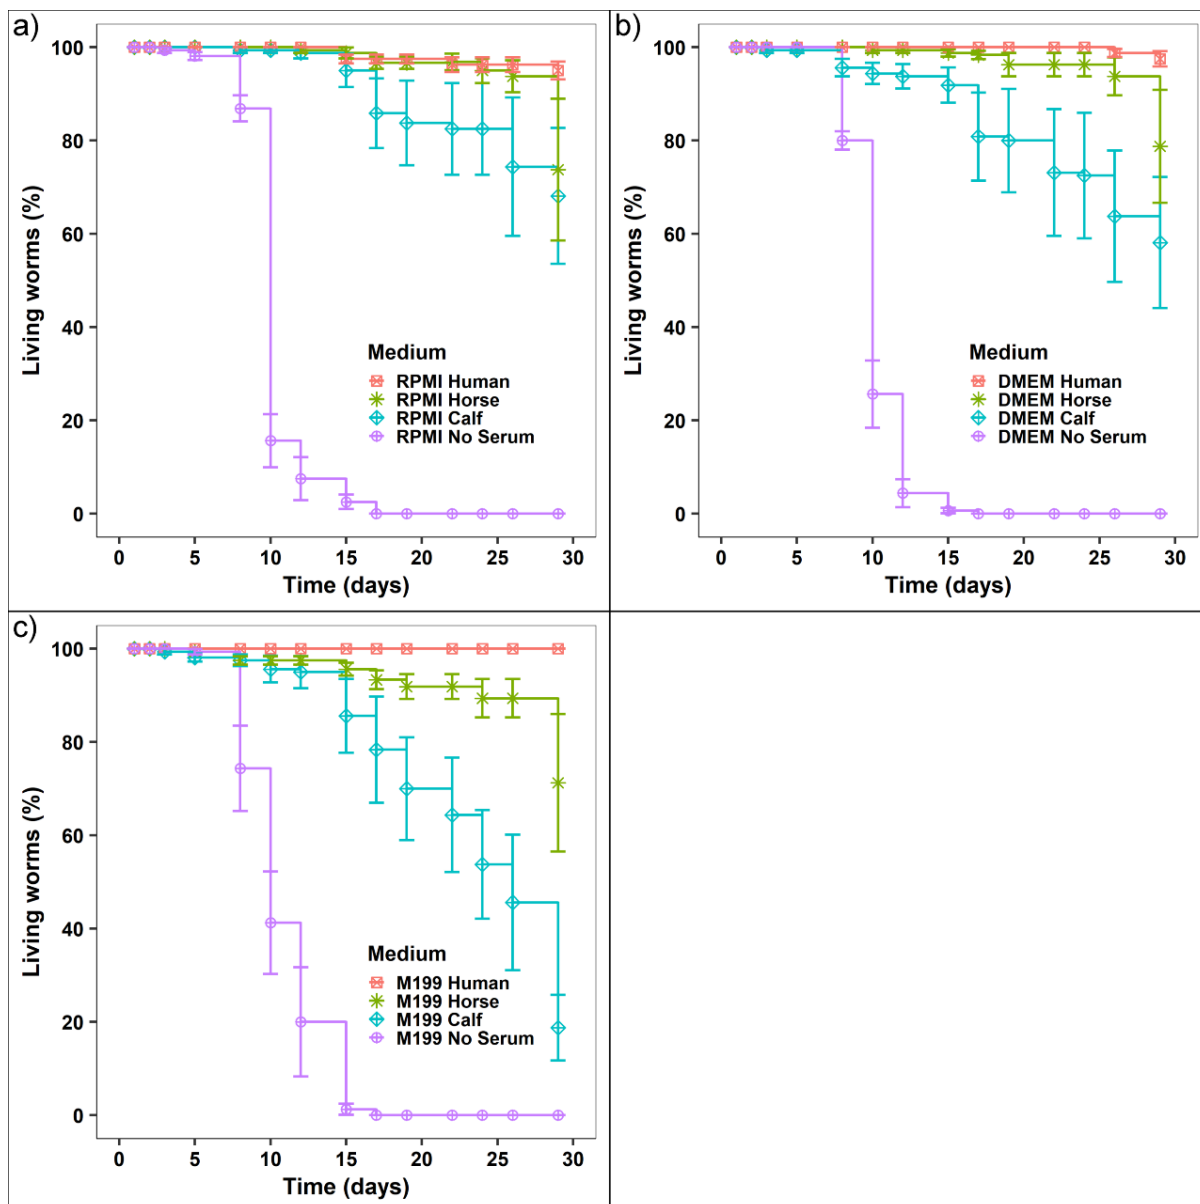 a)
100
80
60
40
20
0
Living worms (%)
Medium
RPMI Human
RPMI Horse
RPMI Calf
RPMI No Serum
0 5 10 15 20 25 30
Time (days)
b)
100
80
60
40
20
0
Living worms (%)
Medium
DMEM Human
DMEM Horse
DMEM Calf
DMEM No Serum
0 5 10 15 20 25 30
Time (days)
c)
100
80
60
40
20
0
Living worms (%)
Medium
M199 Human
M199 Horse
M199 Calf
M199 No Serum
0 5 10 15 20 25 30
Time (days)